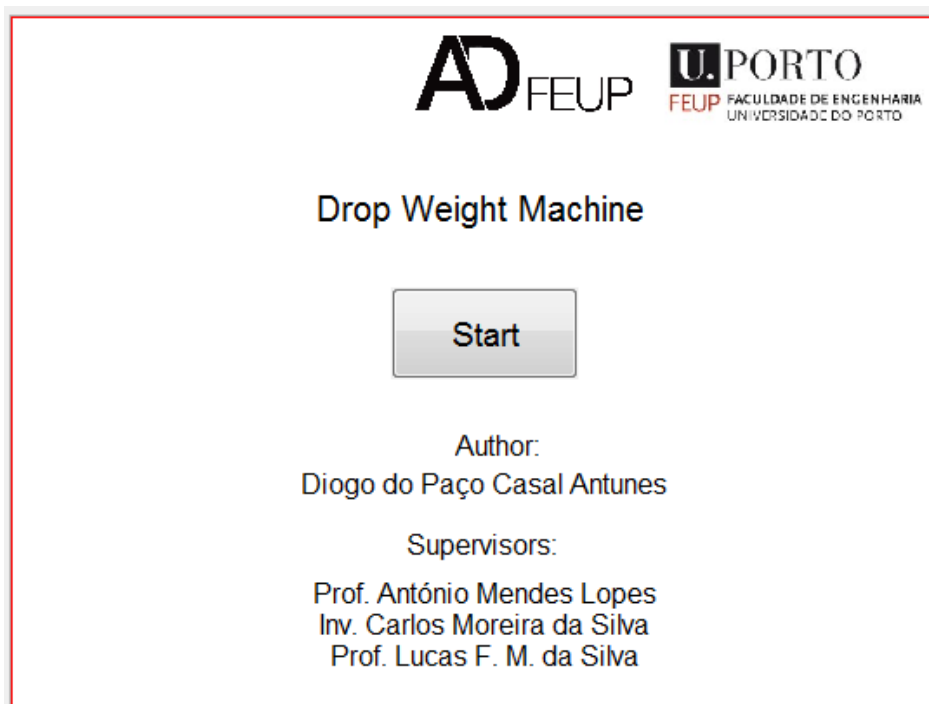 AD FEUP
U. PORTO
FEUP FACULDADE DE ENGENHARIA
UNIVERSIDADE DO PORTO
Drop Weight Machine
Start
Author:
Diogo do Paço Casal Antunes
Supervisors:
Prof. António Mendes Lopes
Inv. Carlos Moreira da Silva
Prof. Lucas F. M. da Silva